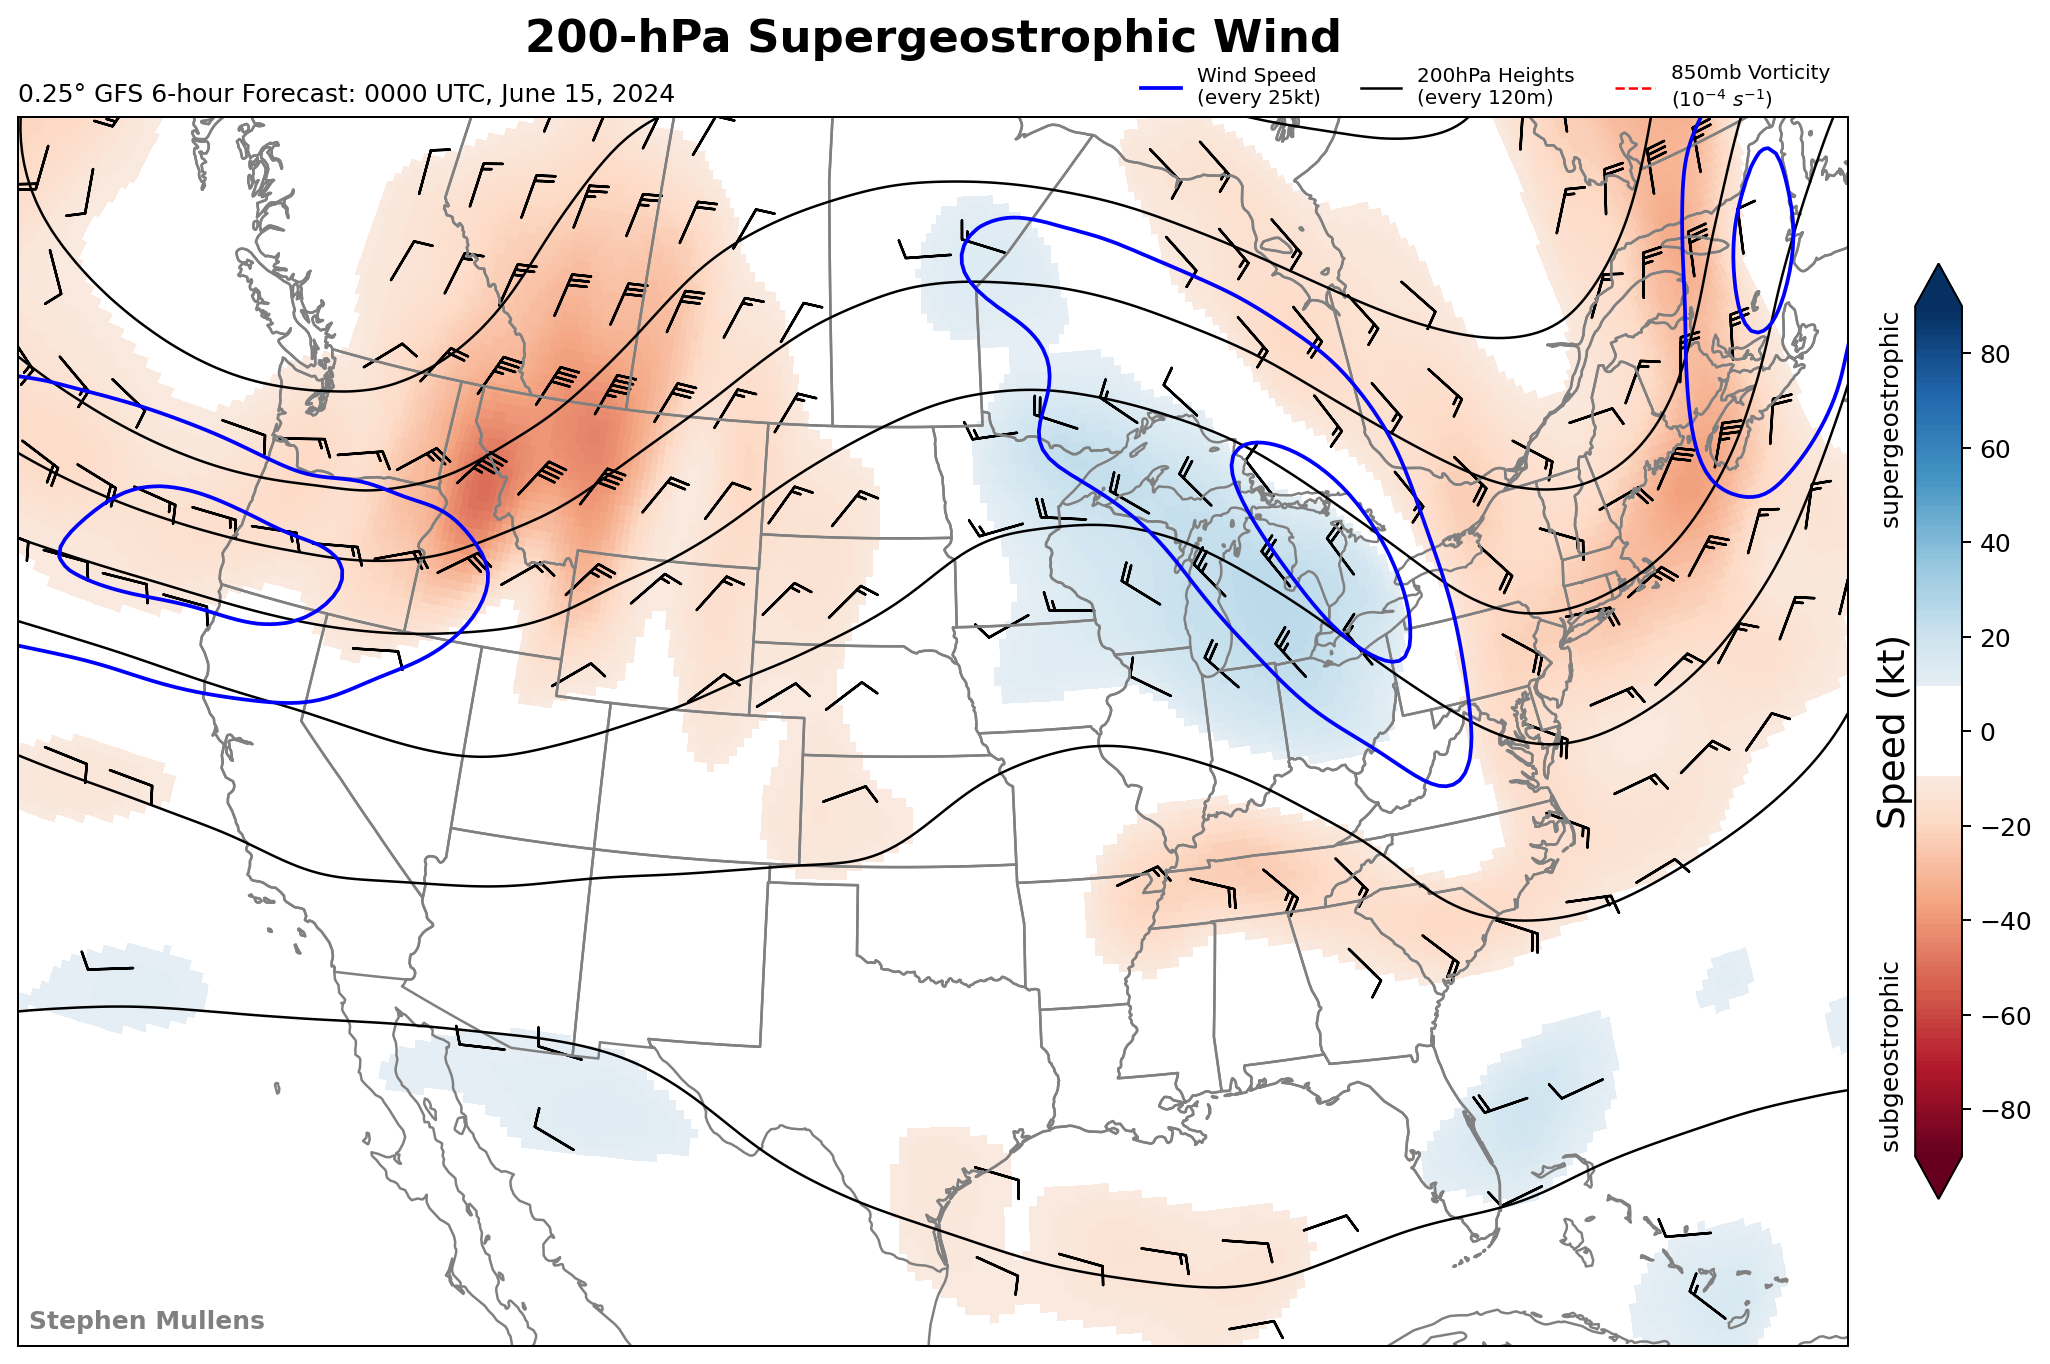 200-hPa Supergeostrophic Wind
0.25° GFS 6-hour Forecast: 0000 UTC, June 15, 2024
Wind Speed
(every 25kt)
200hPa Heights
(every 120m)
850mb Vorticity
(10⁻⁴ s⁻¹)
supergeostrophic
Speed (kt)
subgeostrophic
80
60
40
20
0
−20
−40
−60
−80
Stephen Mullens